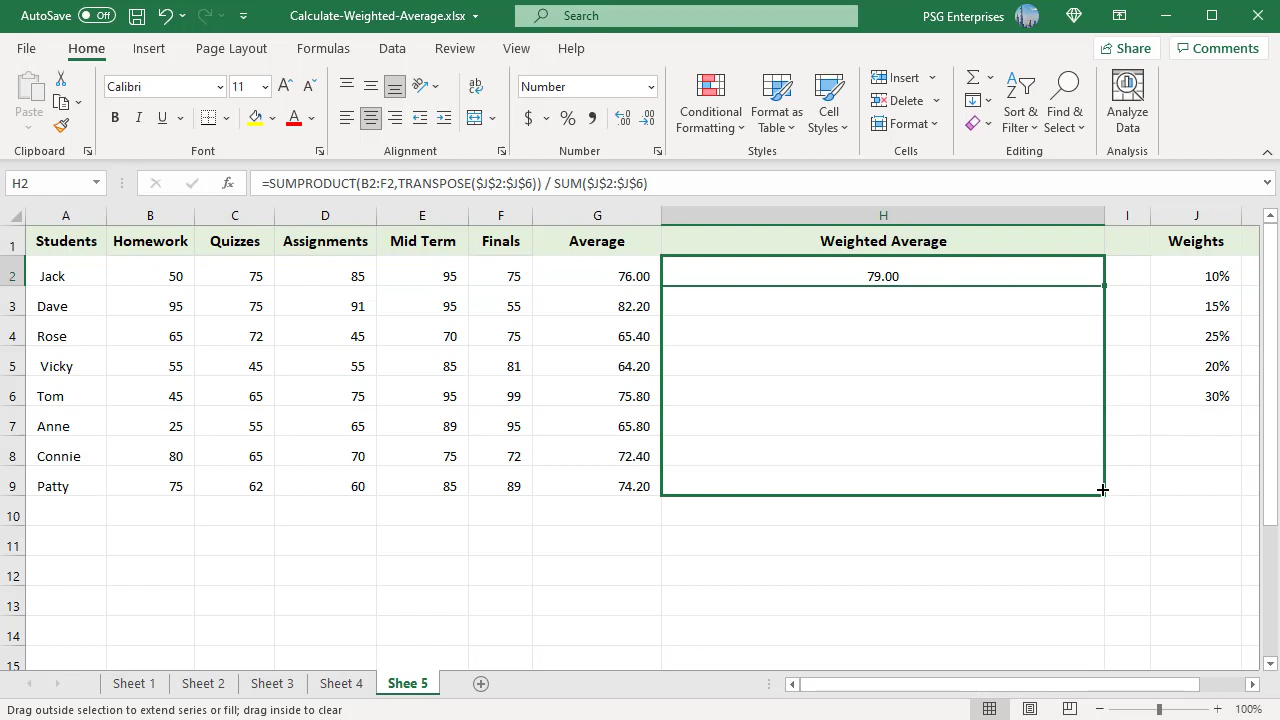 AutoSave Off Calculate-Weighted-Average.xlsx Search PSG Enterprises
File Home Insert Page Layout Formulas Data Review View Help Share Comments
Paste Calibri 11 Number Conditional Formatting Format as Table Cell Styles Insert Delete Format Sort & Filter Find & Select Analyze Data
B I U A $ % 9
Clipboard Font Alignment Number Styles Cells Editing Analysis
H2 fx =SUMPRODUCT(B2:F2,TRANSPOSE($J$2:$J$6)) / SUM($J$2:$J$6)
A B C D E F G H I J
1 Students Homework Quizzes Assignments Mid Term Finals Average Weighted Average Weights
2 Jack 50 75 85 95 75 76.00 79.00 10%
3 Dave 95 75 91 95 55 82.20 15%
4 Rose 65 72 45 70 75 65.40 25%
5 Vicky 55 45 55 85 81 64.20 20%
6 Tom 45 65 75 95 99 75.80 30%
7 Anne 25 55 65 89 95 65.80
8 Connie 80 65 70 75 72 72.40
9 Patty 75 62 60 85 89 74.20
10
11
12
13
14
15
Sheet 1 Sheet 2 Sheet 3 Sheet 4 Shee 5
Drag outside selection to extend series or fill; drag inside to clear 100%